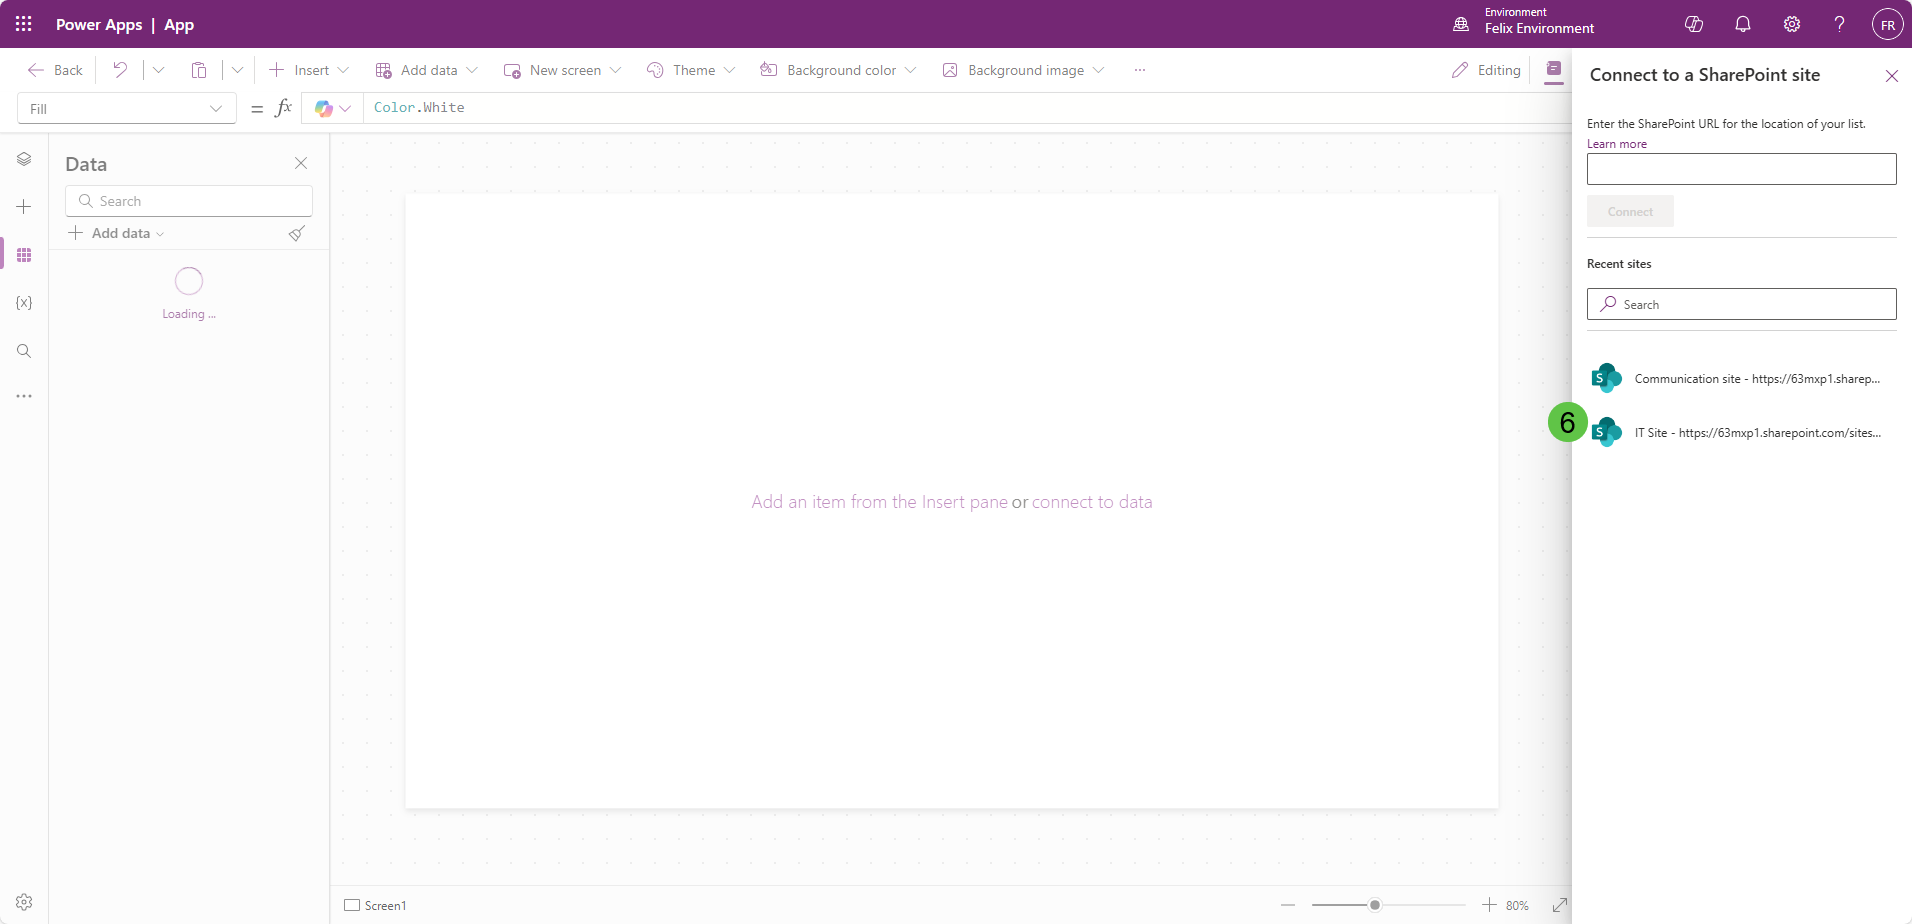 Power Apps | App
Environment
Felix Environment
FR
Back
Insert
Add data
New screen
Theme
Background color
Background image
...
Editing
Fill
= fx
Color.White
Data
Search
Add data
Loading ...
{x}
Add an item from the Insert pane or connect to data
Screen1
80%
Connect to a SharePoint site
Enter the SharePoint URL for the location of your list.
Learn more
Connect
Recent sites
Search
S
Communication site - https://63mxp1.sharep...
6
S
IT Site - https://63mxp1.sharepoint.com/sites...